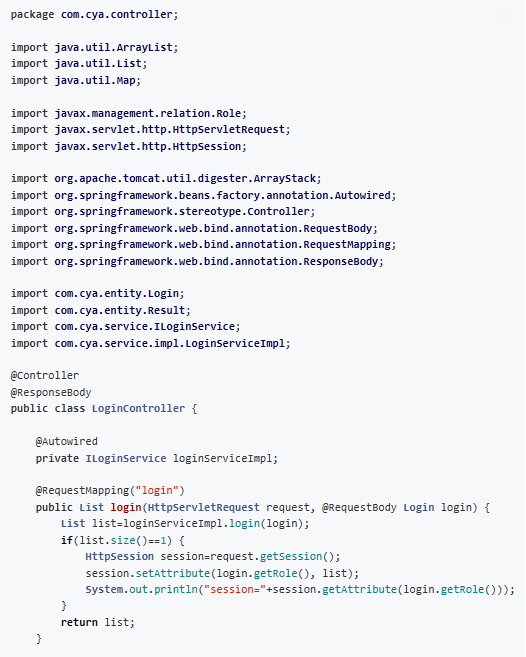 package com.cya.controller;
import java.util.ArrayList;
import java.util.List;
import java.util.Map;
import javax.management.relation.Role;
import javax.servlet.http.HttpServletRequest;
import javax.servlet.http.HttpSession;
import org.apache.tomcat.util.digester.ArrayStack;
import org.springframework.beans.factory.annotation.Autowired;
import org.springframework.stereotype.Controller;
import org.springframework.web.bind.annotation.RequestBody;
import org.springframework.web.bind.annotation.RequestMapping;
import org.springframework.web.bind.annotation.ResponseBody;
import com.cya.entity.Login;
import com.cya.entity.Result;
import com.cya.service.ILoginService;
import com.cya.service.impl.LoginServiceImpl;
@Controller
@ResponseBody
public class LoginController {
@Autowired
private ILoginService loginServiceImpl;
@RequestMapping("login")
public List login(HttpServletRequest request, @RequestBody Login login) {
List list=loginServiceImpl.login(login);
if(list.size()==1) {
HttpSession session=request.getSession();
session.setAttribute(login.getRole(), list);
System.out.println("session="+session.getAttribute(login.getRole()));
}
return list;
}